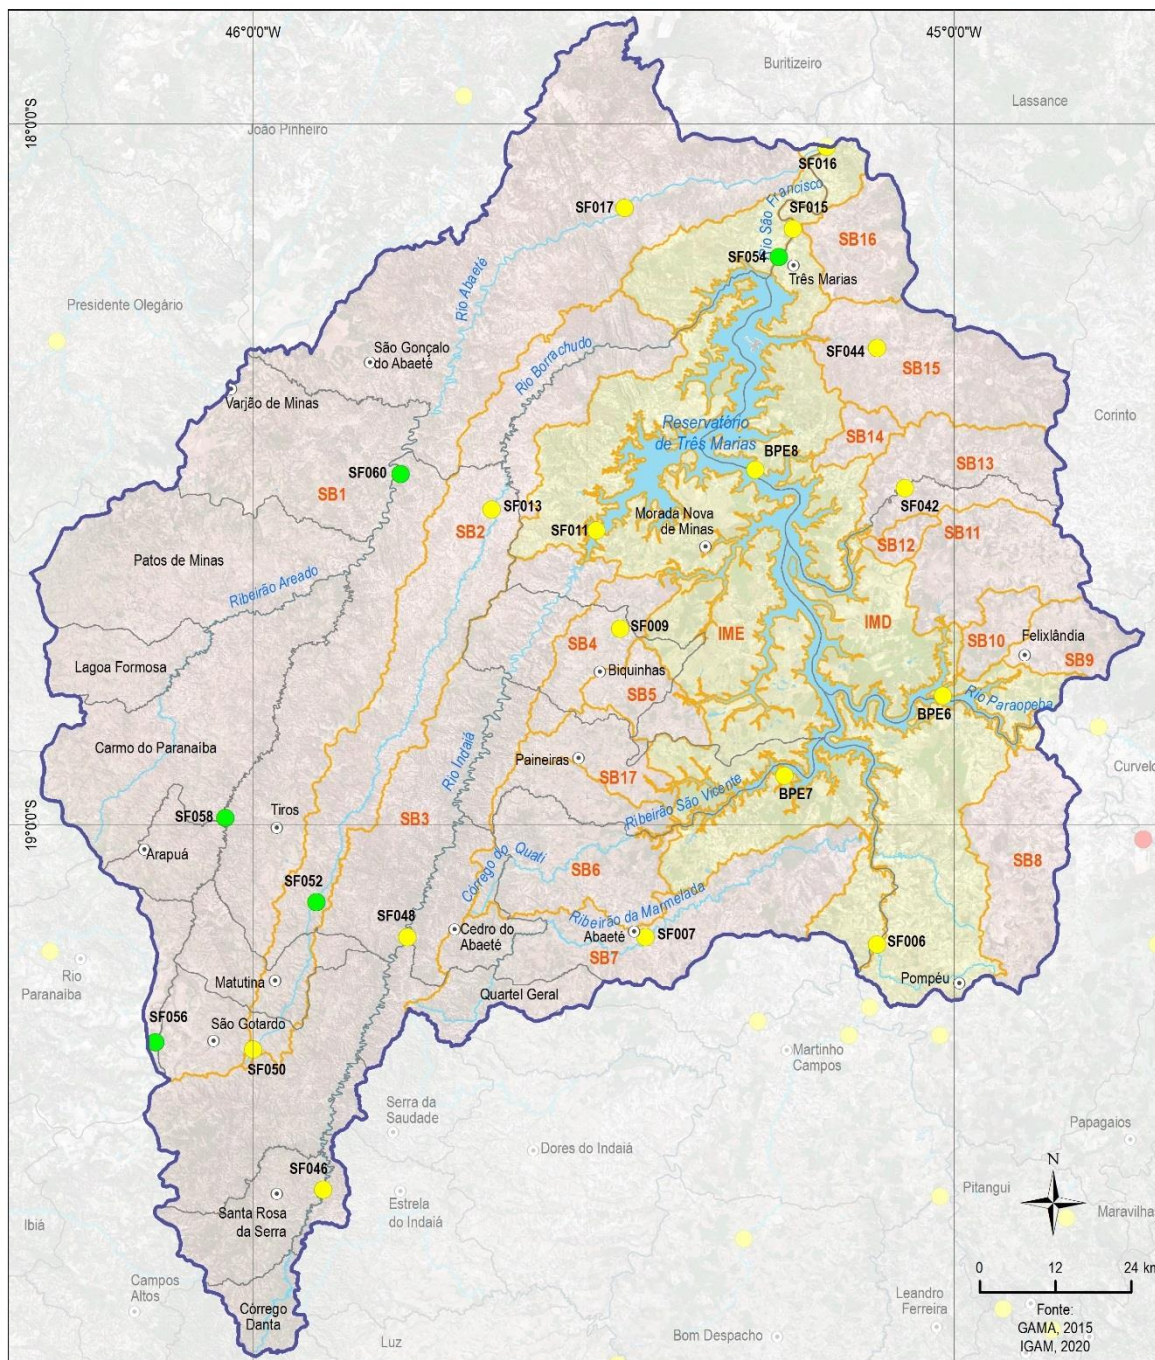 46°0'0"W
45°0'0"W
Buritizeiro
Lassance
18°0'0"S
João Pinheiro
SF016
Rio São Francisco
SF017
SF015
SB16
SF054
Três Marias
Rio Abaeté
Presidente Olegário
São Gonçalo
do Abaeté
Rio Borrachudo
SF044
SB15
Varjão de Minas
Corinto
Reservatório
de Três Marias
SB14
SB13
BPE8
SF060
SB1
SF013
SF042
SB2
SF011
Morada Nova
de Minas
SB12
SB11
Patos de Minas
Ribeirão Areado
SF009
SB4
IME
IMD
SB10
Felixlândia
SB9
Lagoa Formosa
Biquinhas
SB5
Rio Paraopeba
BPE6
Carmo do Paranaíba
Rio Indaiá
Paineiras
SB17
BPE7
Curvelo
19°0'0"S
SF058
Tiros
SB3
Ribeirão São Vicente
Arapuá
Córrego do Quati
SB6
SB8
SF052
SF048
Ribeirão da Marmelada
Cedro do
Abaeté
Abaeté
SF007
SF006
SB7
Rio
Paranaiba
Matutina
Quartel Geral
Pompéu
SF056
São Gotardo
SF050
Martinho
Campos
Serra da
Saudade
Papagaios
Dores do Indaiá
N
SF046
Pitangui
Santa Rosa
da Serra
Estrela
do Indaiá
Maravilha
Ibiá
Campos
Altos
0 12 24 km
Leandro
Ferreira
Córrego
Danta
Luz
Bom Despacho
Fonte:
GAMA, 2015
IGAM, 2020